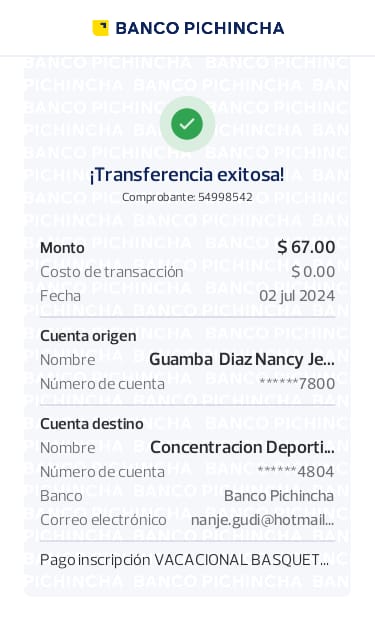 BANCO PICHINCHA
¡Transferencia exitosa!
Comprobante: 54998542
Monto $ 67.00
Costo de transacción $ 0.00
Fecha 02 jul 2024
Cuenta origen
Nombre Guamba Diaz Nancy Je...
Número de cuenta ******7800
Cuenta destino
Nombre Concentracion Deporti...
Número de cuenta ******4804
Banco Banco Pichincha
Correo electrónico nanje.gudi@hotmail...
Pago inscripción VACACIONAL BASQUET...